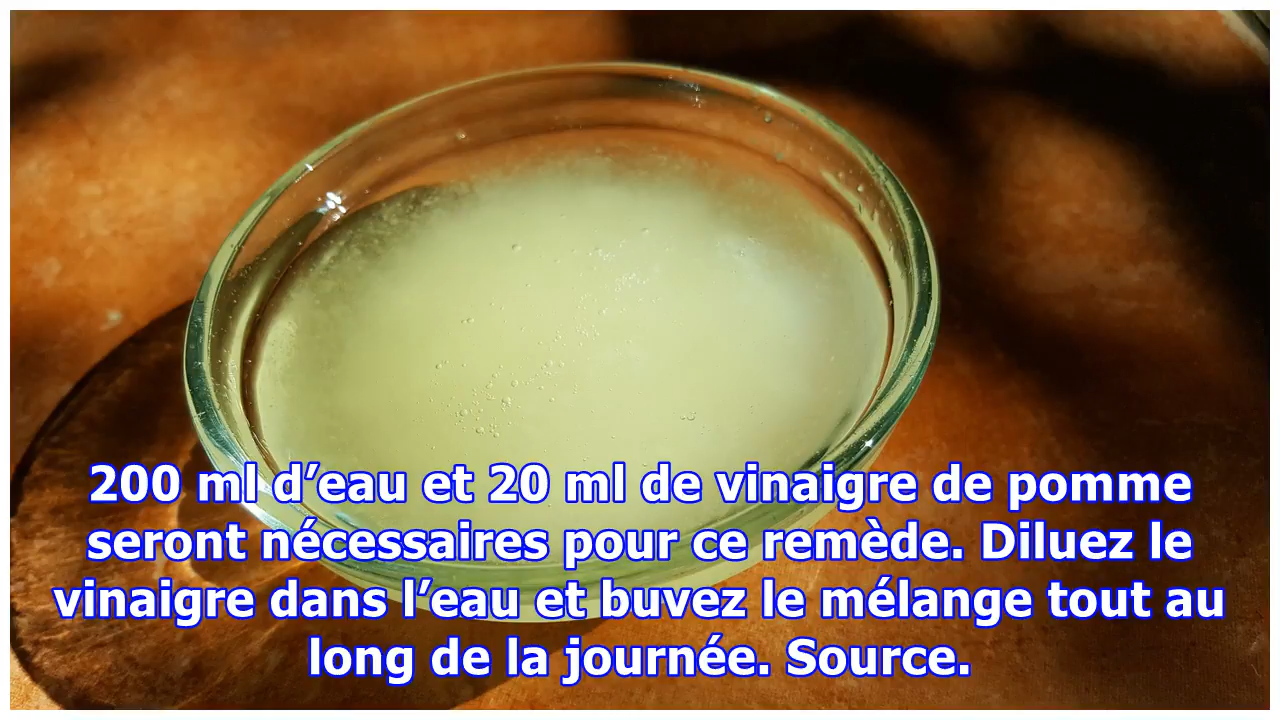 200 ml d’eau et 20 ml de vinaigre de pomme
seront nécessaires pour ce remède. Diluez le
vinaigre dans l’eau et buvez le mélange tout au
long de la journée. Source.